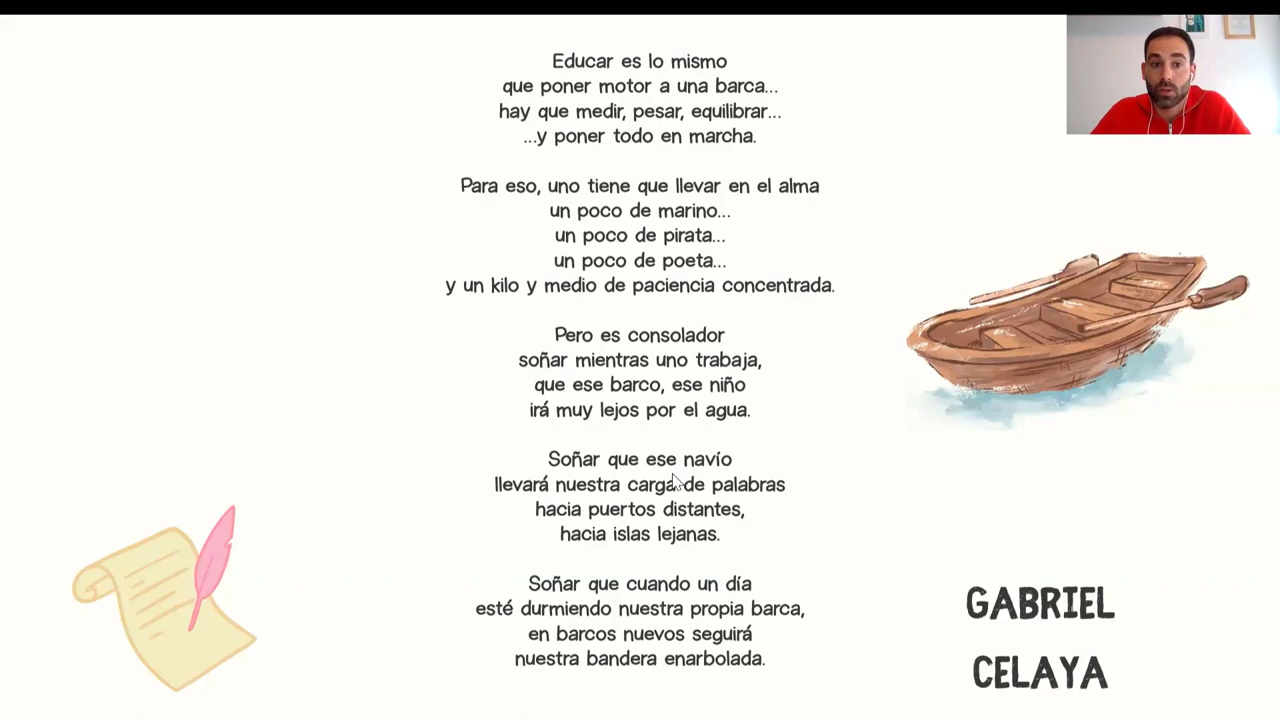 Educar es lo mismo
que poner motor a una barca...
hay que medir, pesar, equilibrar...
...y poner todo en marcha.
Para eso, uno tiene que llevar en el alma
un poco de marino...
un poco de pirata...
un poco de poeta...
y un kilo y medio de paciencia concentrada.
Pero es consolador
soñar mientras uno trabaja,
que ese barco, ese niño
irá muy lejos por el agua.
Soñar que ese navío
llevará nuestra carga de palabras
hacia puertos distantes,
hacia islas lejanas.
Soñar que cuando un día
esté durmiendo nuestra propia barca,
en barcos nuevos seguirá
nuestra bandera enarbolada.
GABRIEL
CELAYA